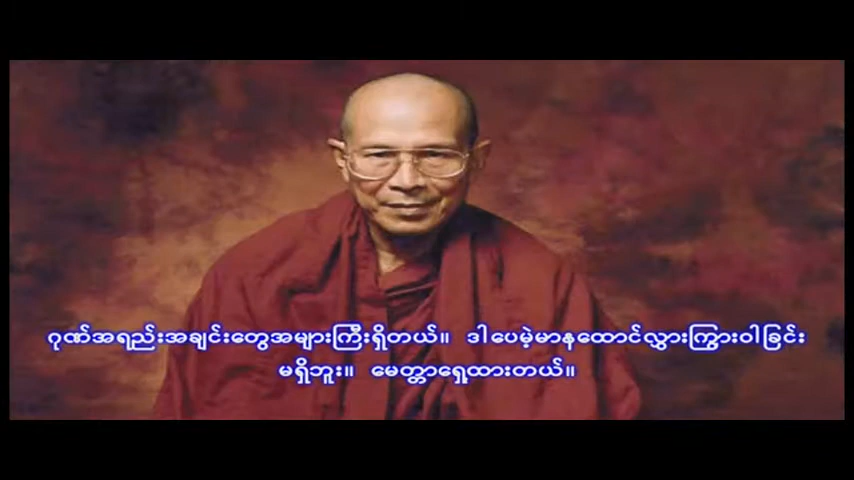 ဂုဏ်အရည်းအချင်းတွေအများကြီးရှိတယ်။ ဒါပေမဲ့မာနထောင်လွှားကြွားဝါခြင်း
မရှိဘူး။ မေတ္တာရှေ့ထားတယ်။